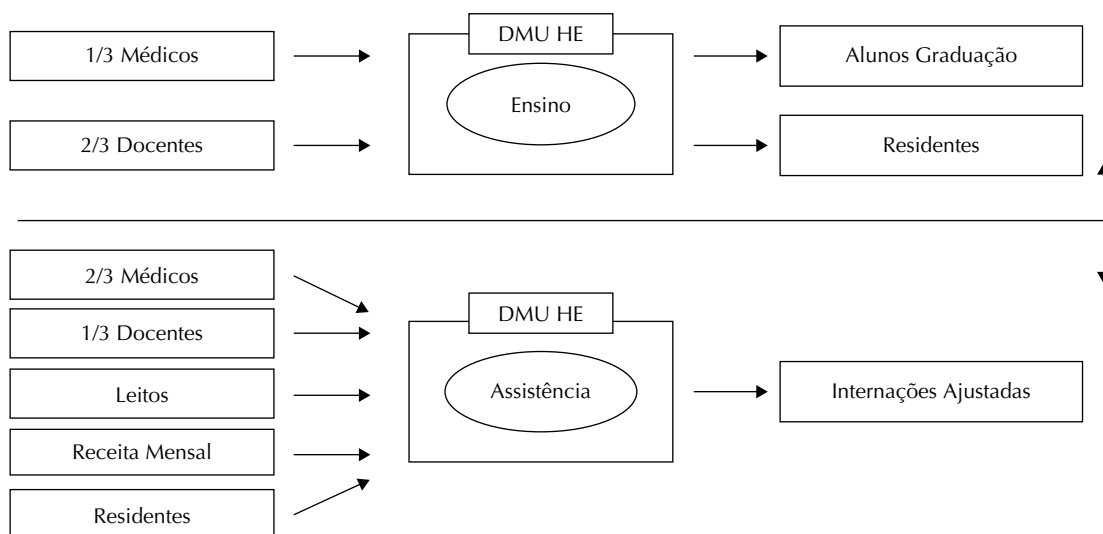 1/3 Médicos
2/3 Docentes
DMU HE
Ensino
Alunos Graduação
Residentes
2/3 Médicos
1/3 Docentes
Leitos
Receita Mensal
Residentes
DMU HE
Assistência
Internações Ajustadas